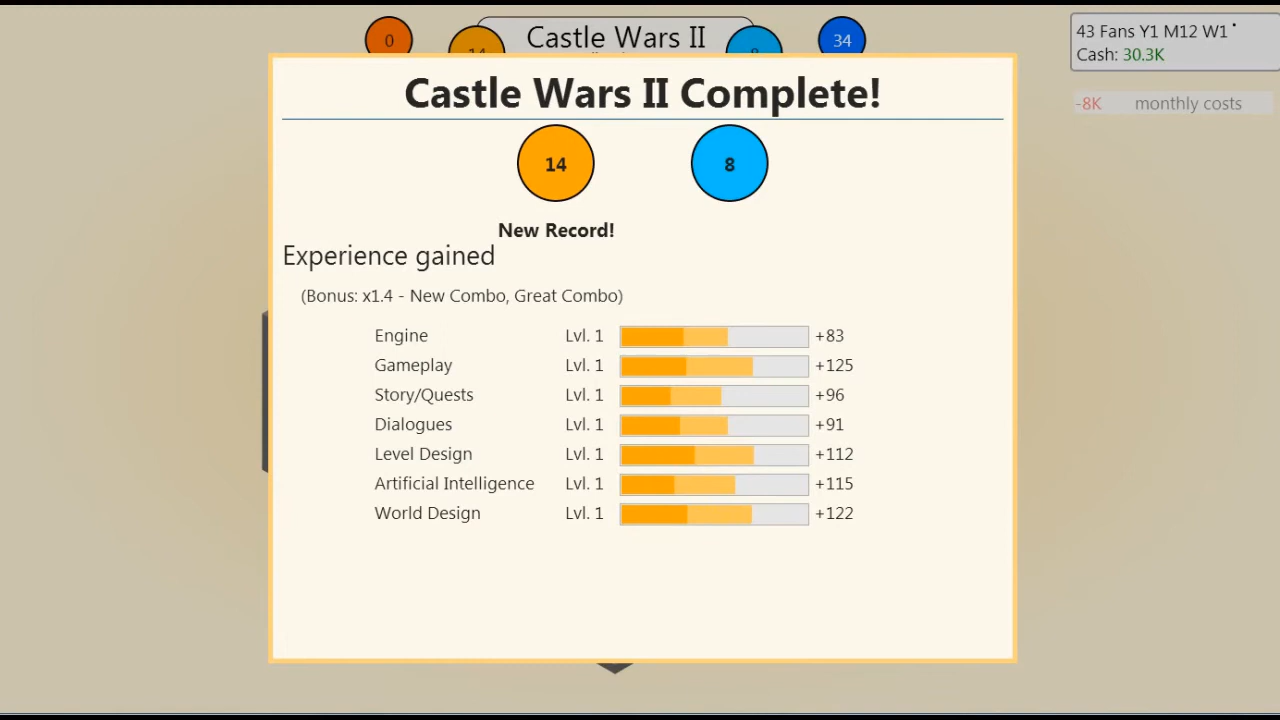 0
14
Castle Wars II
8
34
43 Fans Y1 M12 W1
Cash: 30.3K
-8K monthly costs
Castle Wars II Complete!
14
8
New Record!
Experience gained
(Bonus: x1.4 - New Combo, Great Combo)
Engine Lvl. 1 +83
Gameplay Lvl. 1 +125
Story/Quests Lvl. 1 +96
Dialogues Lvl. 1 +91
Level Design Lvl. 1 +112
Artificial Intelligence Lvl. 1 +115
World Design Lvl. 1 +122